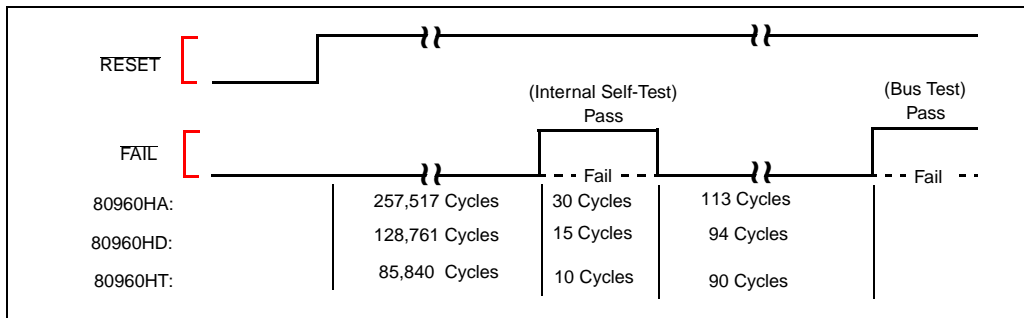 RESET
(Internal Self-Test)
Pass
(Bus Test)
Pass
FAIL
Fail
Fail
80960HA: 257,517 Cycles 30 Cycles 113 Cycles
80960HD: 128,761 Cycles 15 Cycles 94 Cycles
80960HT: 85,840 Cycles 10 Cycles 90 Cycles